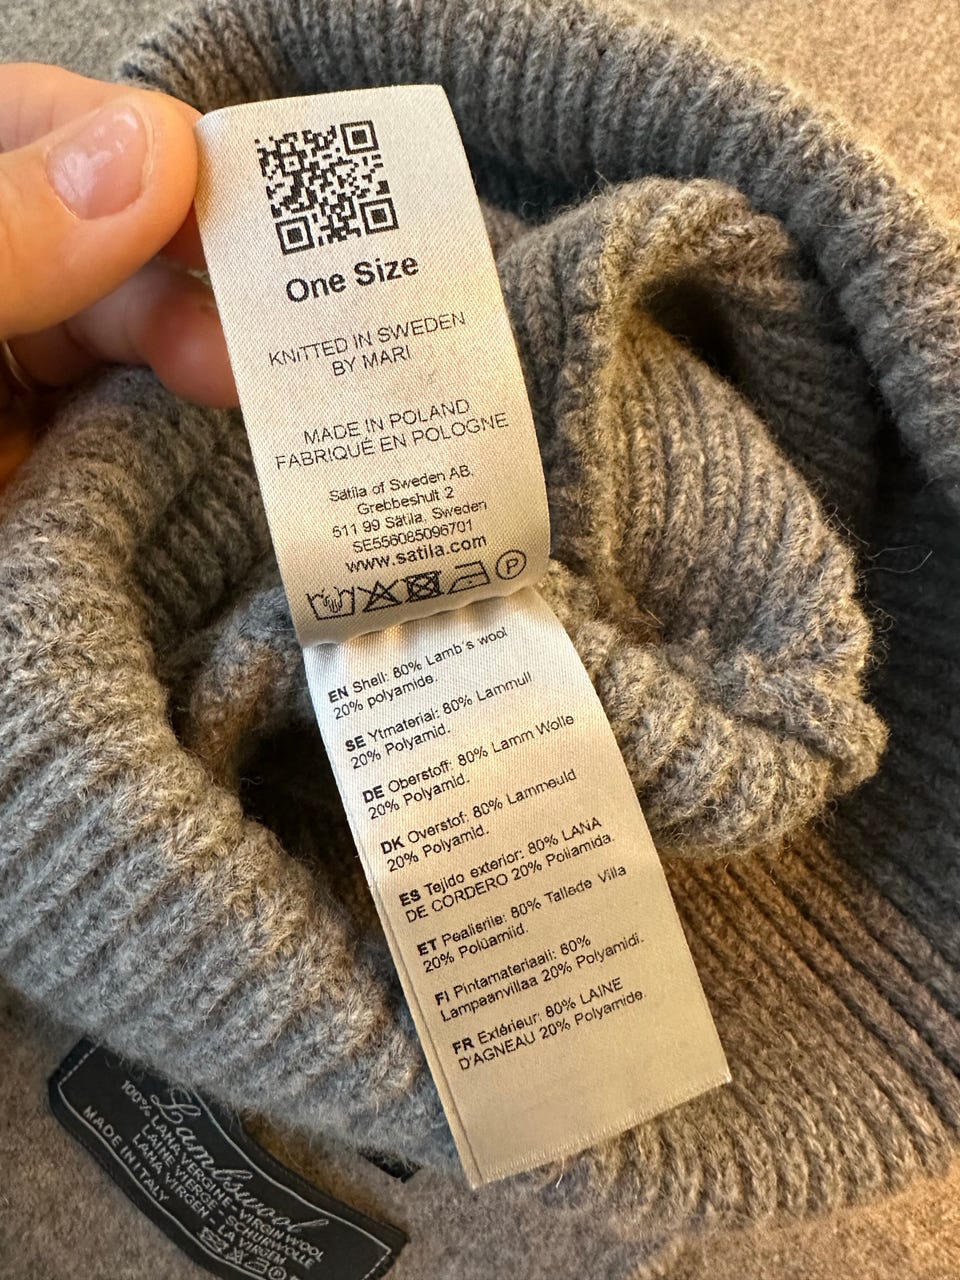 One Size
KNITTED IN SWEDEN
BY MARI
MADE IN POLAND
FABRIQUÉ EN POLOGNE
Sätila of Sweden AB,
Grebbeshult 2
511 99 Sätila, Sweden
SE556085096701
www.satila.com
P
EN Shell: 80% Lamb's wool
20% polyamide.
SE Ytmaterial: 80% Lammull
20% Polyamid.
DE Oberstoff: 80% Lamm Wolle
20% Polyamid.
DK Overstof: 80% Lammeuld
20% Polyamid.
ES Tejido exterior: 80% LANA
DE CORDERO 20% Poliamida.
ET Pealisriie: 80% Tallede Villa
20% Polüamiid.
FI Pintamateriaali: 80%
Lampaanvillaa 20% Polyamidi.
FR Extérieur: 80% LAINE
D'AGNEAU 20% Polyamide.
Lambswool
100% LANA VERGINE - VIRGIN WOOL
LAINE VIERGE - SCHURWOLLE
LANA VIRGEN - LÃ VIRGEM
MADE IN ITALY
P